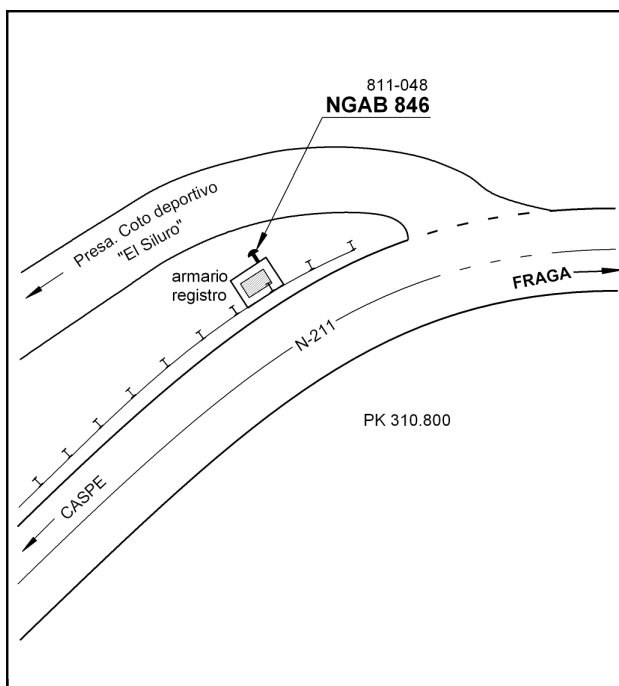 811-048
NGAB 846
Presa. Coto deportivo
"El Siluro"
armario
registro
FRAGA
N-211
PK 310.800
CASPE